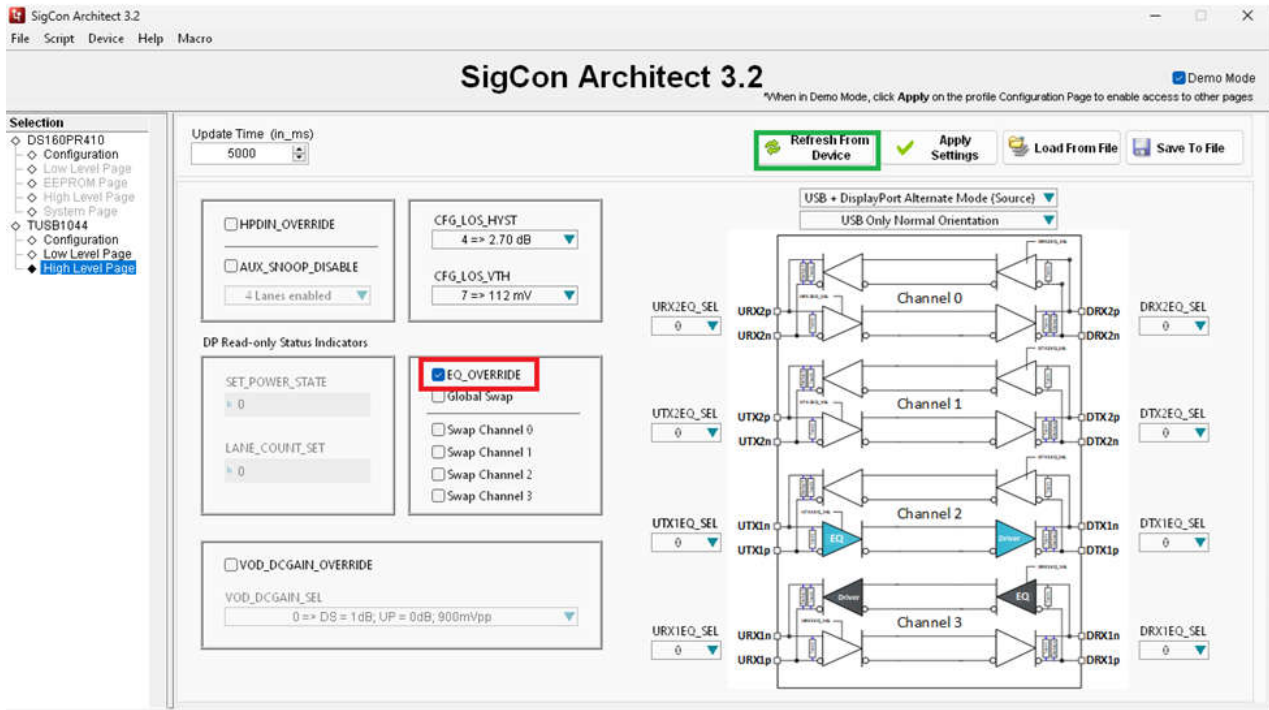 SigCon Architect 3.2
File Script Device Help Macro
SigCon Architect 3.2
Demo Mode
*When in Demo Mode, click Apply on the profile Configuration Page to enable access to other pages
Selection
DS160PR410
Configuration
Low Level Page
EEPROM Page
High Level Page
System Page
TUSB1044
Configuration
Low Level Page
High Level Page
Update Time (in_ms)
5000
Refresh From Device
Apply Settings
Load From File
Save To File
HPDIN_OVERRIDE
AUX_SNOOP_DISABLE
4 Lanes enabled
CFG_LOS_HYST
4 => 2.70 dB
CFG_LOS_VTH
7 => 112 mV
DP Read-only Status Indicators
SET_POWER_STATE
0
LANE_COUNT_SET
0
EQ_OVERRIDE
Global Swap
Swap Channel 0
Swap Channel 1
Swap Channel 2
Swap Channel 3
VOD_DCGAIN_OVERRIDE
VOD_DCGAIN_SEL
0 => DS = 1dB; UP = 0dB; 900mVpp
USB + DisplayPort Alternate Mode (Source)
USB Only Normal Orientation
Channel 0
URX2EQ_SEL
0
URX2p
URX2n
DRX2p
DRX2n
DRX2EQ_SEL
0
Channel 1
UTX2EQ_SEL
0
UTX2p
UTX2n
DTX2p
DTX2n
DTX2EQ_SEL
0
Channel 2
UTX1EQ_SEL
0
UTX1n
UTX1p
EQ
Driver
DTX1n
DTX1p
DTX1EQ_SEL
0
Driver
EQ
Channel 3
URX1EQ_SEL
0
URX1n
URX1p
DRX1n
DRX1p
DRX1EQ_SEL
0